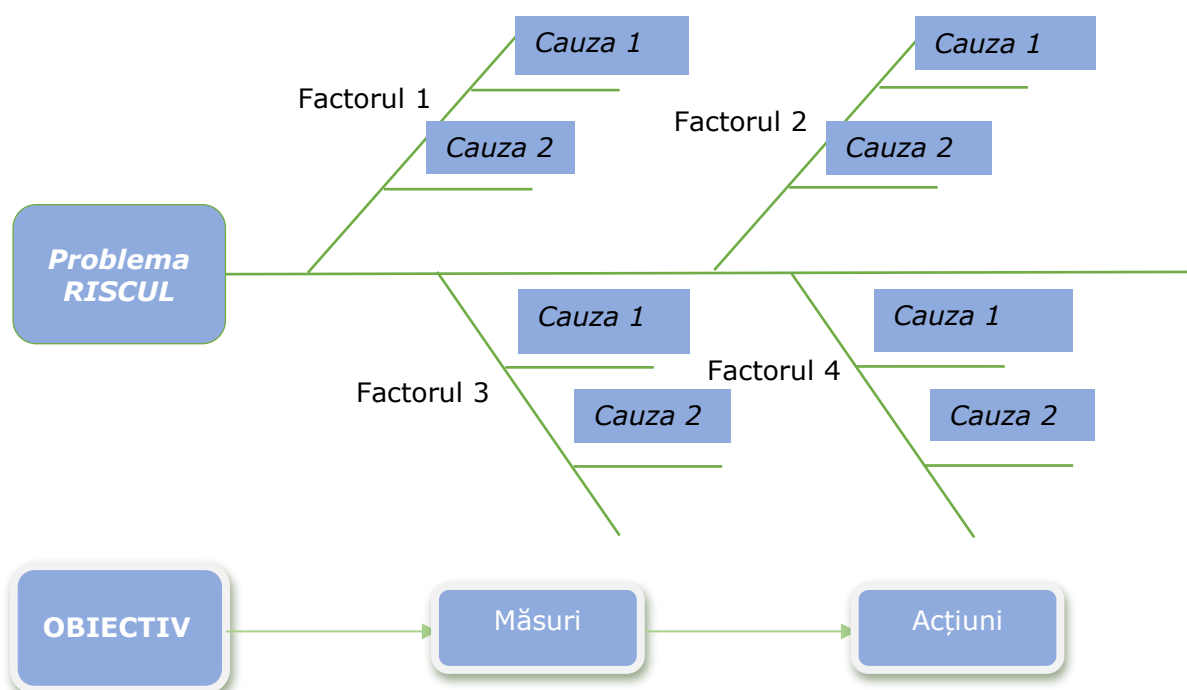 Cauza 1
Cauza 1
Factorul 1
Factorul 2
Cauza 2
Cauza 2
Problema
RISCUL
Cauza 1
Cauza 1
Factorul 3
Factorul 4
Cauza 2
Cauza 2
OBIECTIV
Măsuri
Acțiuni